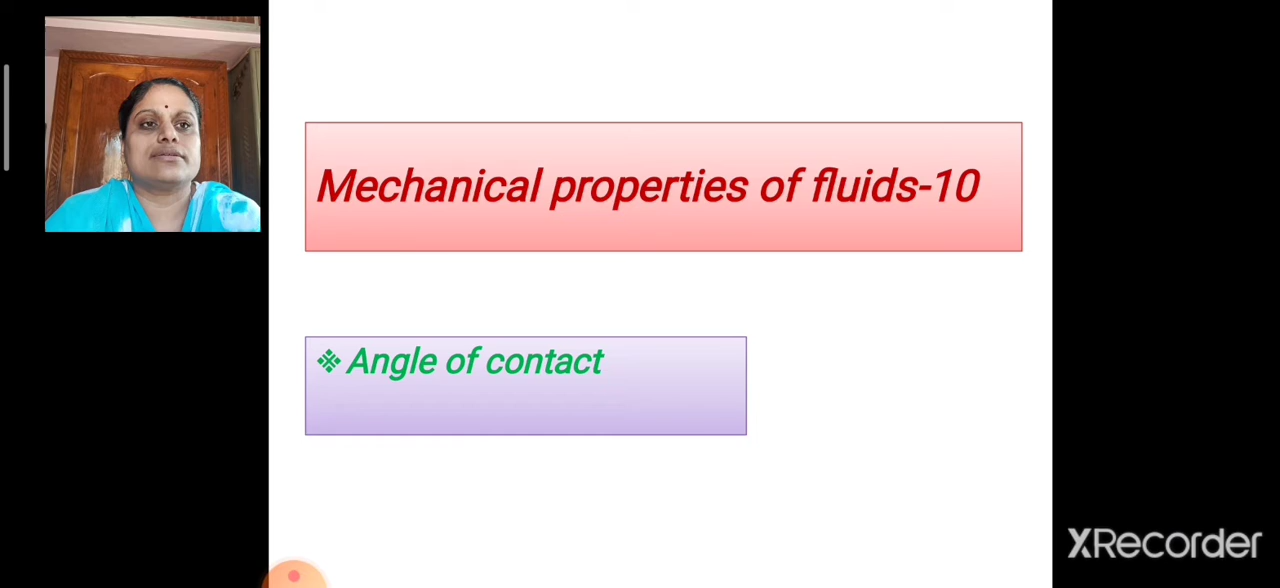 Mechanical properties of fluids-10
❖ Angle of contact
XRecorder